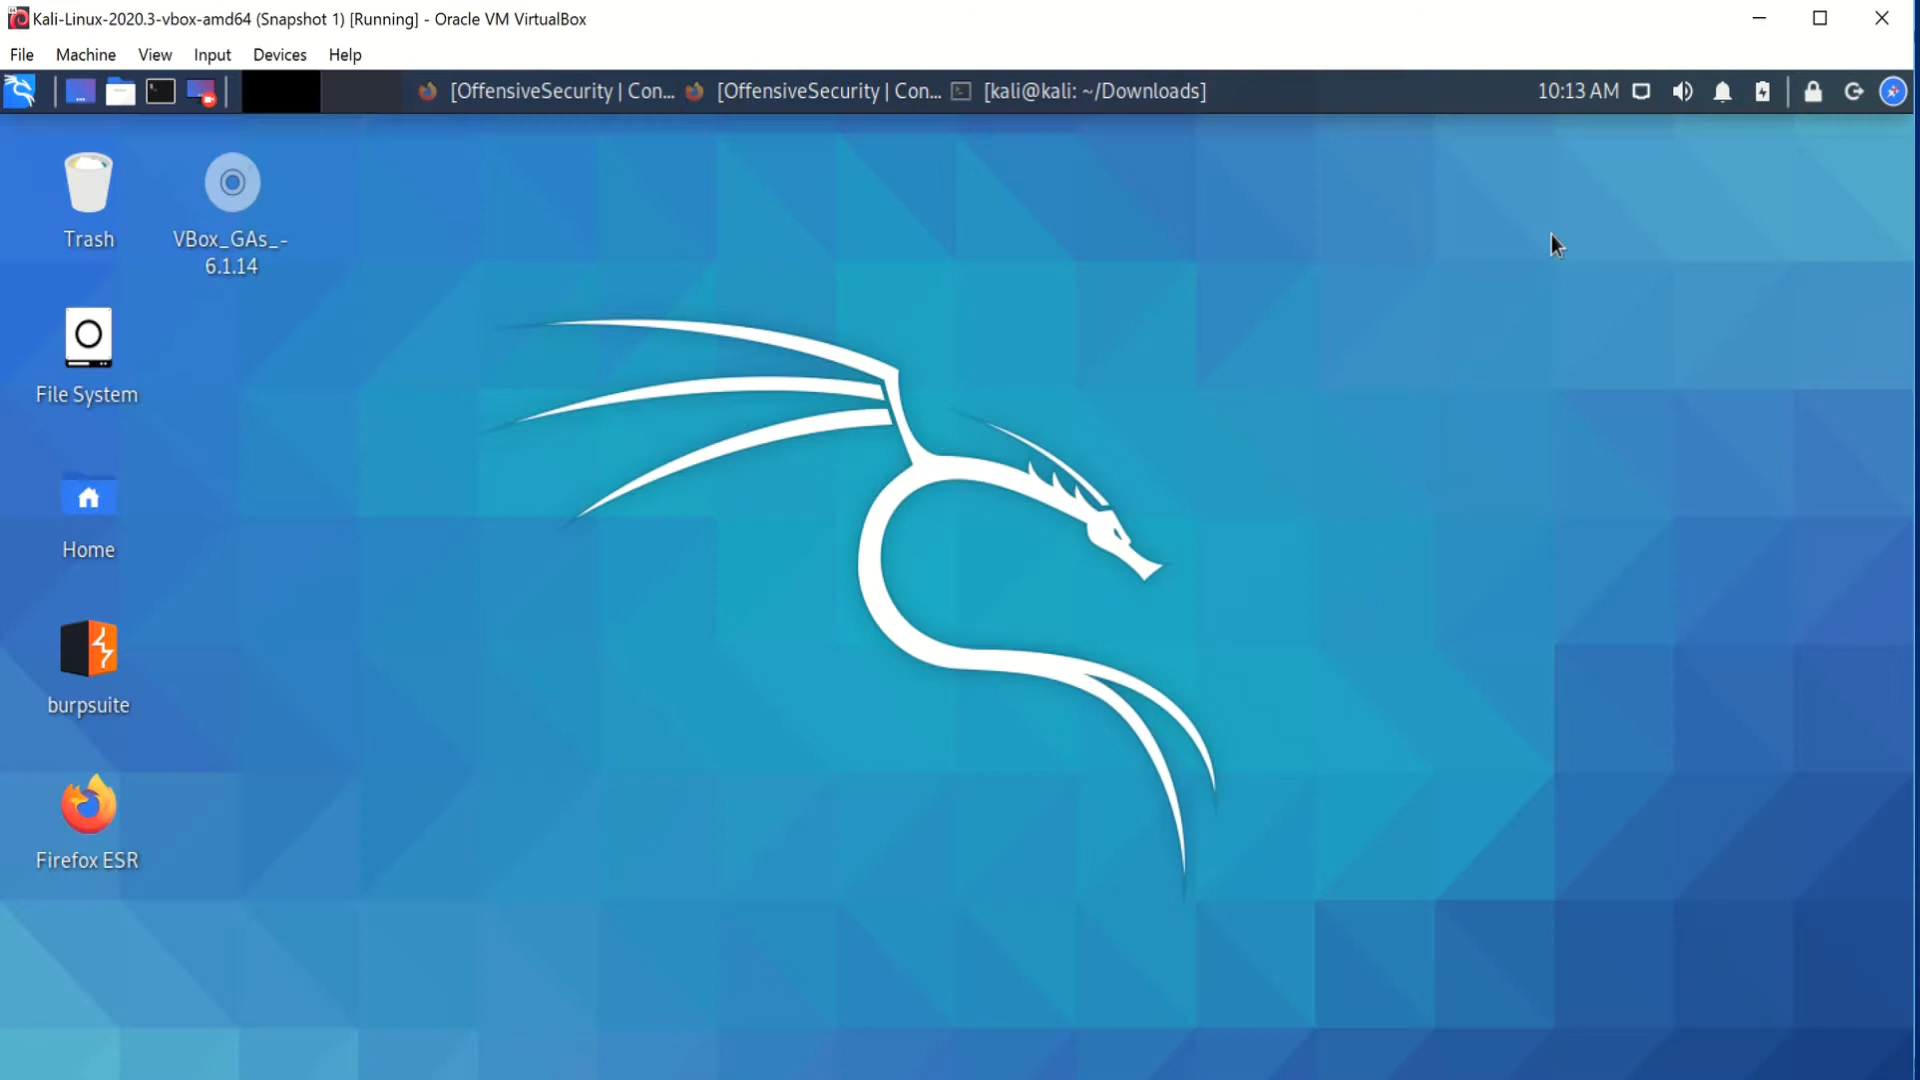 Kali-Linux-2020.3-vbox-amd64 (Snapshot 1) [Running] - Oracle VM VirtualBox
File Machine View Input Devices Help
[OffensiveSecurity | Con... [OffensiveSecurity | Con... [kali@kali: ~/Downloads] 10:13 AM
Trash
VBox_GAs_-
6.1.14
File System
Home
burpsuite
Firefox ESR